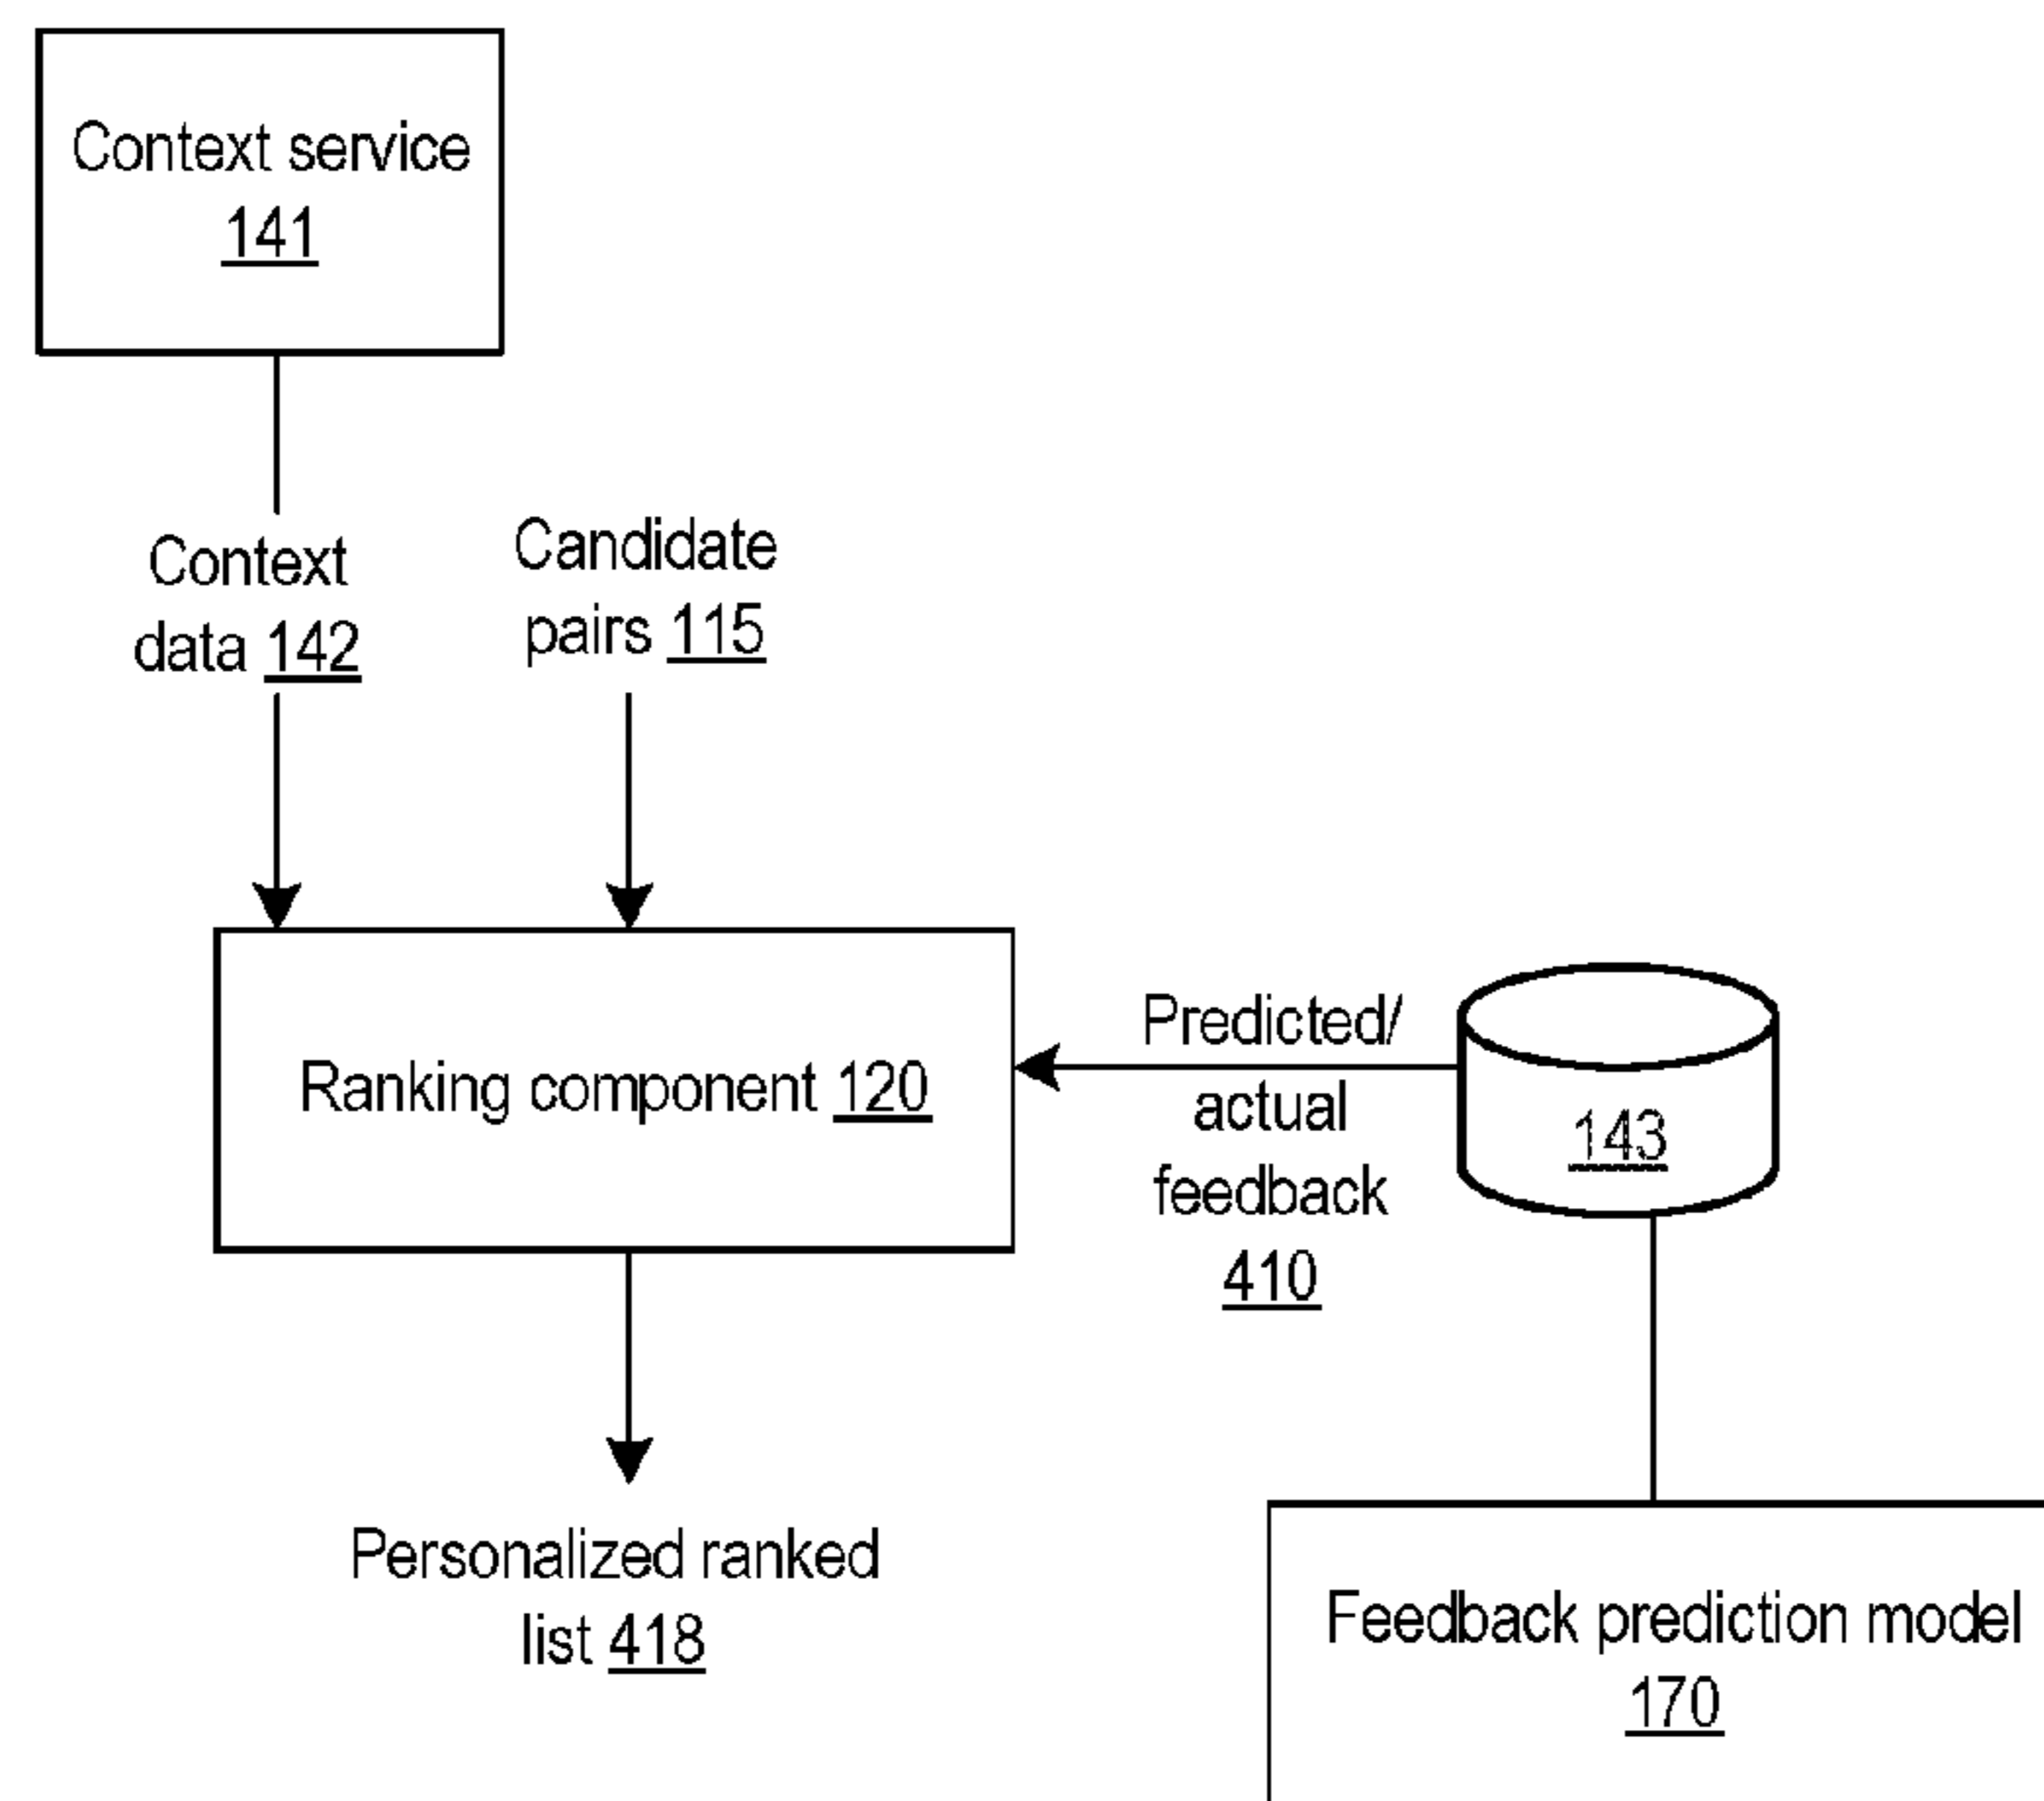 Context service
141
Context
data 142
Candidate
pairs 115
Ranking component 120
Predicted/
actual
feedback
410
143
Personalized ranked
list 418
Feedback prediction model
170